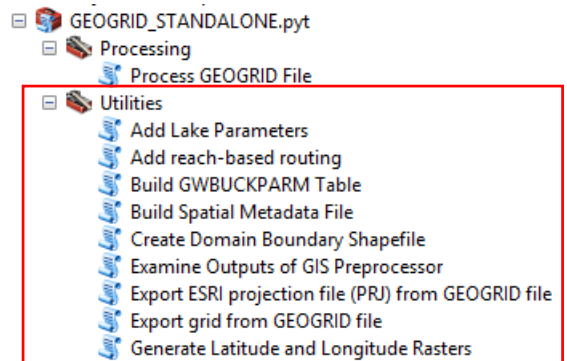 GEOGRID_STANDALONE.pyt
Processing
Process GEOGRID File
Utilities
Add Lake Parameters
Add reach-based routing
Build GWBUCKPARM Table
Build Spatial Metadata File
Create Domain Boundary Shapefile
Examine Outputs of GIS Preprocessor
Export ESRI projection file (PRJ) from GEOGRID file
Export grid from GEOGRID file
Generate Latitude and Longitude Rasters